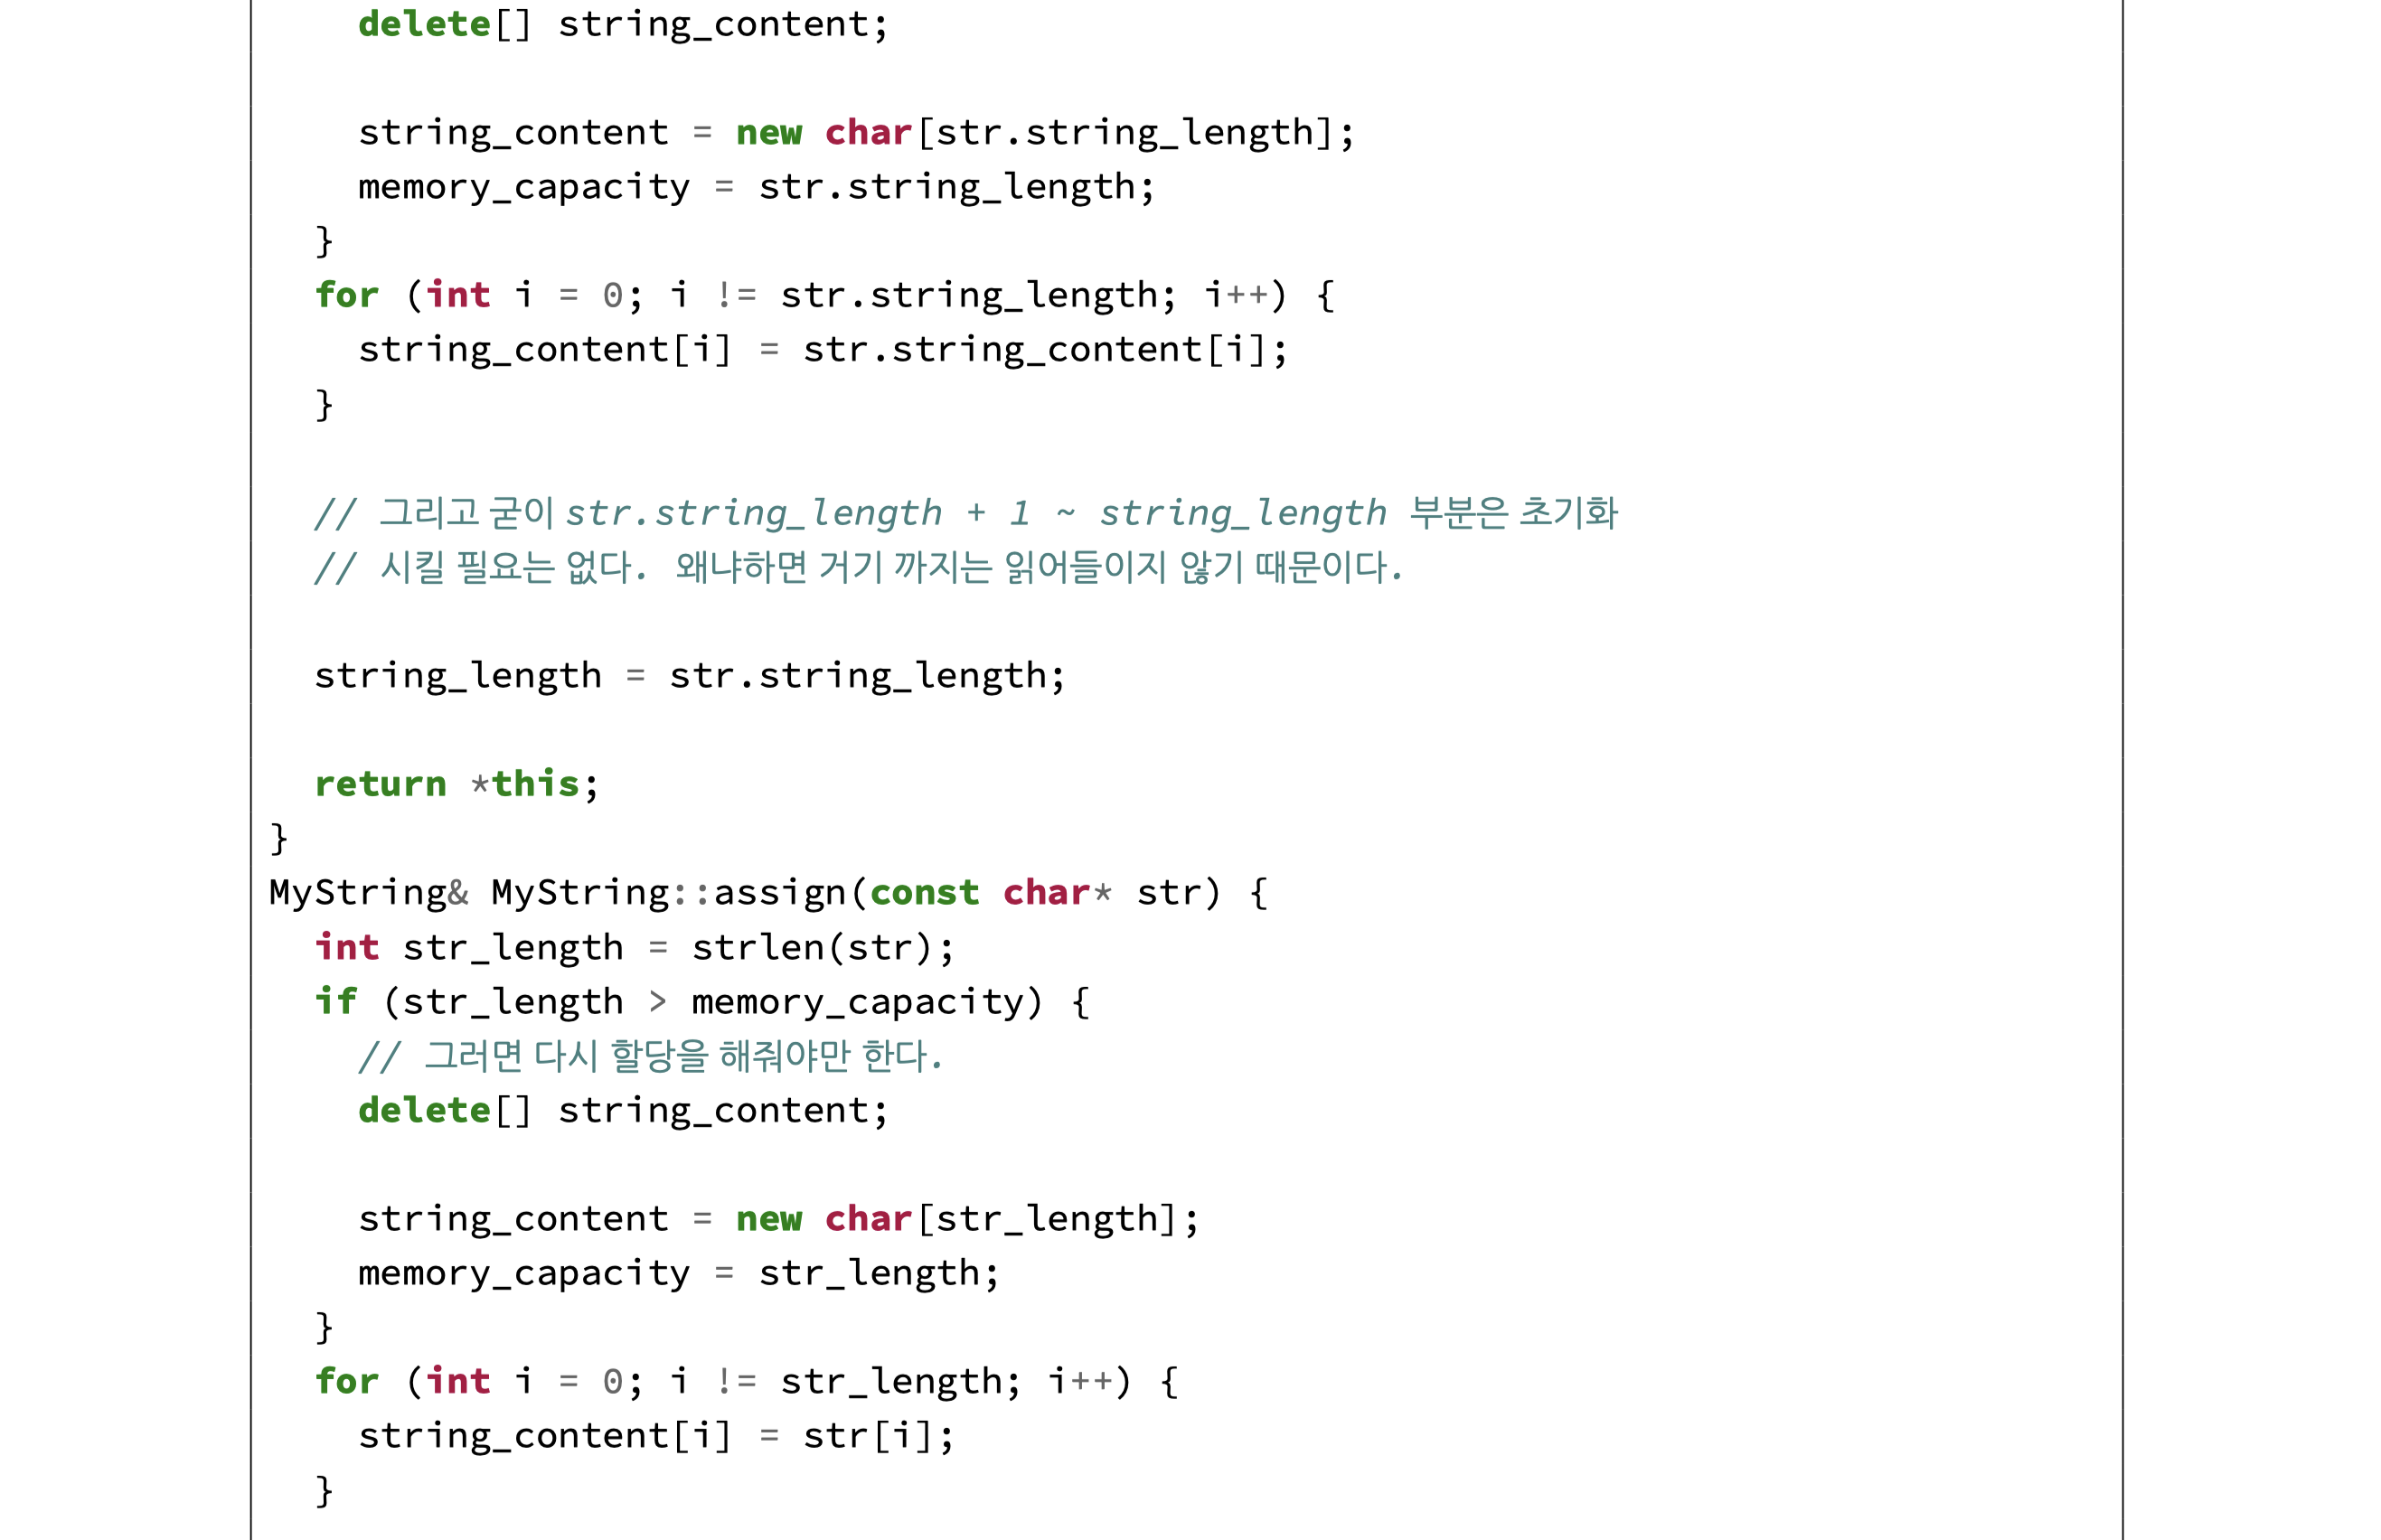 delete[] string_content;
string_content = new char[str.string_length];
memory_capacity = str.string_length;
}
for (int i = 0; i != str.string_length; i++) {
string_content[i] = str.string_content[i];
}
// 그리고 굳이 str.string_length + 1 ~ string_length 부분은 초기화
// 시킬 필요는 없다. 왜냐하면 거기 까지는 읽어들이지 않기 때문이다.
string_length = str.string_length;
return *this;
}
MyString& MyString::assign(const char* str) {
int str_length = strlen(str);
if (str_length > memory_capacity) {
// 그러면 다시 할당을 해줘야만 한다.
delete[] string_content;
string_content = new char[str_length];
memory_capacity = str_length;
}
for (int i = 0; i != str_length; i++) {
string_content[i] = str[i];
}